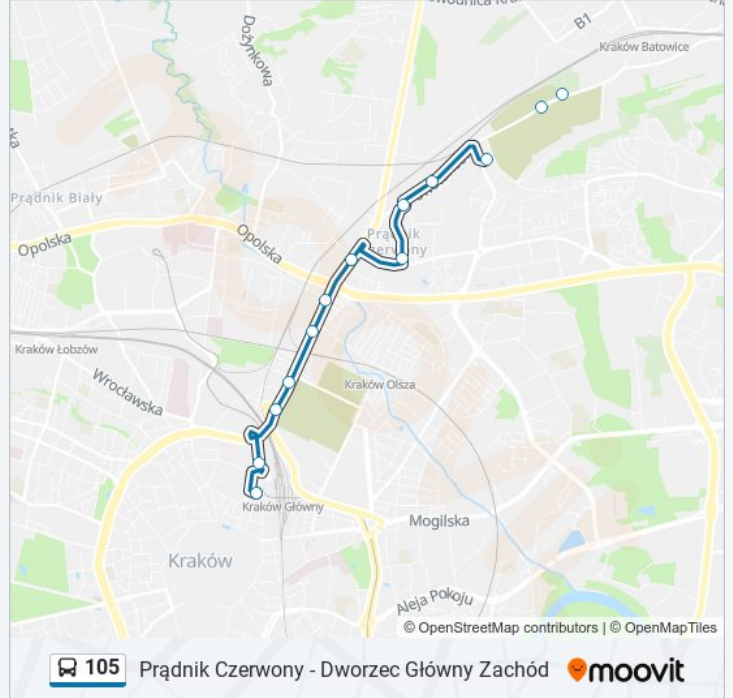 B1
Kraków Batowice
Dożynkowa
Prądnik Biały
Opolska
Opolska
Prądnik
Czerwony
Kraków Łobzów
Wrocławska
Kraków Olsza
Kraków Główny
Mogilska
Kraków
Aleja Pokoju
© OpenStreetMap contributors | © OpenMapTiles
105 Prądnik Czerwony - Dworzec Główny Zachód moovit